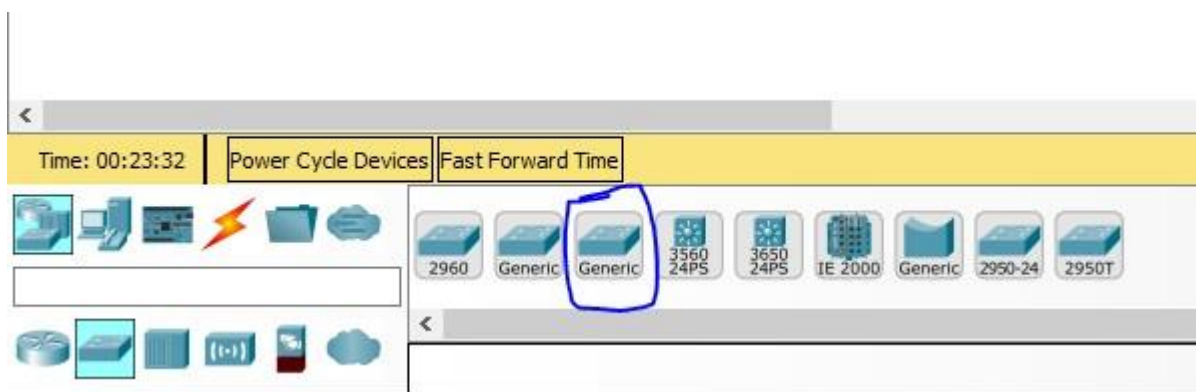 Time: 00:23:32 Power Cycle Devices Fast Forward Time
2960 Generic Generic 3560 24PS 3650 24PS IE 2000 Generic 2950-24 2950T